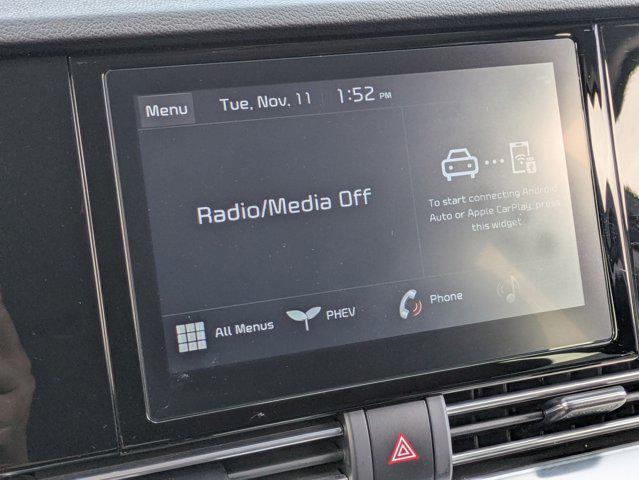 Menu Tue, Nov. 11 1:52 PM
Radio/Media Off
To start connecting Android
Auto or Apple CarPlay, press
this widget.
All Menus PHEV Phone